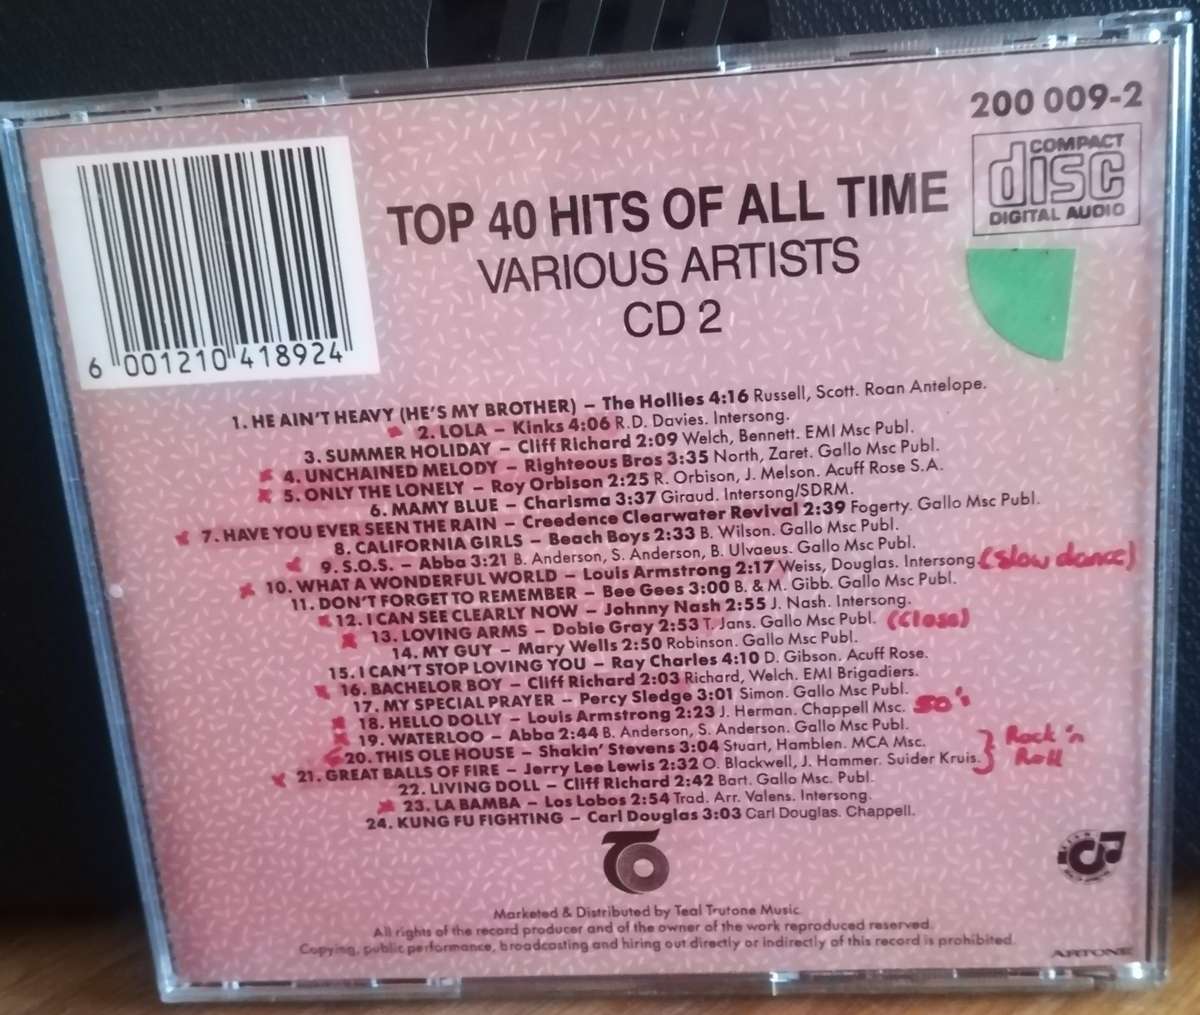 200 009-2
COMPACT
disc
DIGITAL AUDIO
TOP 40 HITS OF ALL TIME
VARIOUS ARTISTS
CD 2
6 001210 418924
1. HE AIN'T HEAVY (HE'S MY BROTHER) – The Hollies 4:16 Russell, Scott. Roan Antelope.
2. LOLA – Kinks 4:06 R.D. Davies. Intersong.
3. SUMMER HOLIDAY – Cliff Richard 2:09 Welch, Bennett. EMI Msc Publ.
4. UNCHAINED MELODY – Righteous Bros 3:35 North, Zaret. Gallo Msc Publ.
5. ONLY THE LONELY – Roy Orbison 2:25 R. Orbison, J. Melson. Acuff Rose S.A.
6. MAMY BLUE – Charisma 3:37 Giraud. Intersong/SDRM.
7. HAVE YOU EVER SEEN THE RAIN – Creedence Clearwater Revival 2:39 Fogerty. Gallo Msc Publ.
8. CALIFORNIA GIRLS – Beach Boys 2:33 B. Wilson. Gallo Msc Publ.
9. S.O.S. – Abba 3:21 B. Anderson, S. Anderson, B. Ulvaeus. Gallo Msc Publ.
10. WHAT A WONDERFUL WORLD – Louis Armstrong 2:17 Weiss, Douglas. Intersong. (Slow dance)
11. DON'T FORGET TO REMEMBER – Bee Gees 3:00 B. & M. Gibb. Gallo Msc Publ.
12. I CAN SEE CLEARLY NOW – Johnny Nash 2:55 J. Nash. Intersong.
13. LOVING ARMS – Dobie Gray 2:53 T. Jans. Gallo Msc Publ. (Close)
14. MY GUY – Mary Wells 2:50 Robinson. Gallo Msc Publ.
15. I CAN'T STOP LOVING YOU – Ray Charles 4:10 D. Gibson. Acuff Rose.
16. BACHELOR BOY – Cliff Richard 2:03 Richard, Welch. EMI Brigadiers.
17. MY SPECIAL PRAYER – Percy Sledge 3:01 Simon. Gallo Msc Publ.
18. HELLO DOLLY – Louis Armstrong 2:23 J. Herman. Chappell Msc. 50's
19. WATERLOO – Abba 2:44 B. Anderson, S. Anderson. Gallo Msc Publ.
20. THIS OLE HOUSE – Shakin' Stevens 3:04 Stuart, Hamblen. MCA Msc.
21. GREAT BALLS OF FIRE – Jerry Lee Lewis 2:32 O. Blackwell, J. Hammer. Suider Kruis. } Rock 'n Roll
22. LIVING DOLL – Cliff Richard 2:42 Bart. Gallo Msc. Publ.
23. LA BAMBA – Los Lobos 2:54 Trad. Arr. Valens. Intersong.
24. KUNG FU FIGHTING – Carl Douglas 3:03 Carl Douglas. Chappell.
Marketed & Distributed by Teal Trutone Music
All rights of the record producer and of the owner of the work reproduced reserved.
Copying, public performance, broadcasting and hiring out directly or indirectly of this record is prohibited.
ARTONE